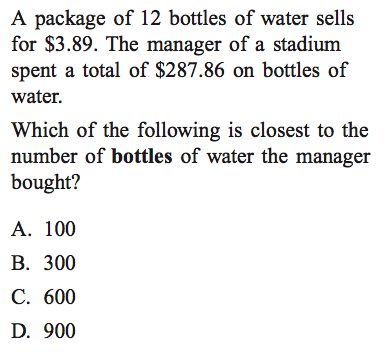 A package of 12 bottles of water sells
for $3.89. The manager of a stadium
spent a total of $287.86 on bottles of
water.
Which of the following is closest to the
number of bottles of water the manager
bought?
A. 100
B. 300
C. 600
D. 900